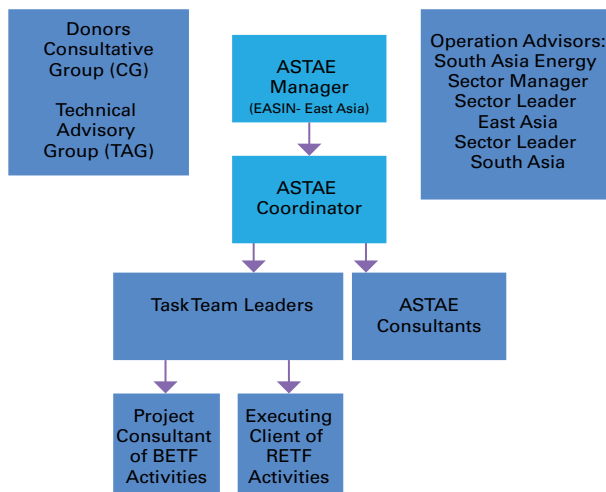 Donors
Consultative
Group (CG)
Technical
Advisory
Group (TAG)
ASTAE
Manager
(EASIN- East Asia)
Operation Advisors:
South Asia Energy
Sector Manager
Sector Leader
East Asia
Sector Leader
South Asia
ASTAE
Coordinator
Task Team Leaders
ASTAE
Consultants
Project
Consultant
of BETF
Activities
Executing
Client of
RETF
Activities